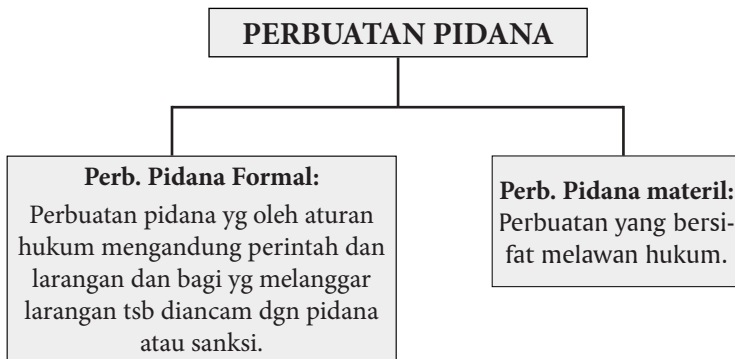 PERBUATAN PIDANA
Perb. Pidana Formal:
Perbuatan pidana yg oleh aturan
hukum mengandung perintah dan
larangan dan bagi yg melanggar
larangan tsb diancam dgn pidana
atau sanksi.
Perb. Pidana materil:
Perbuatan yang bersi-
fat melawan hukum.